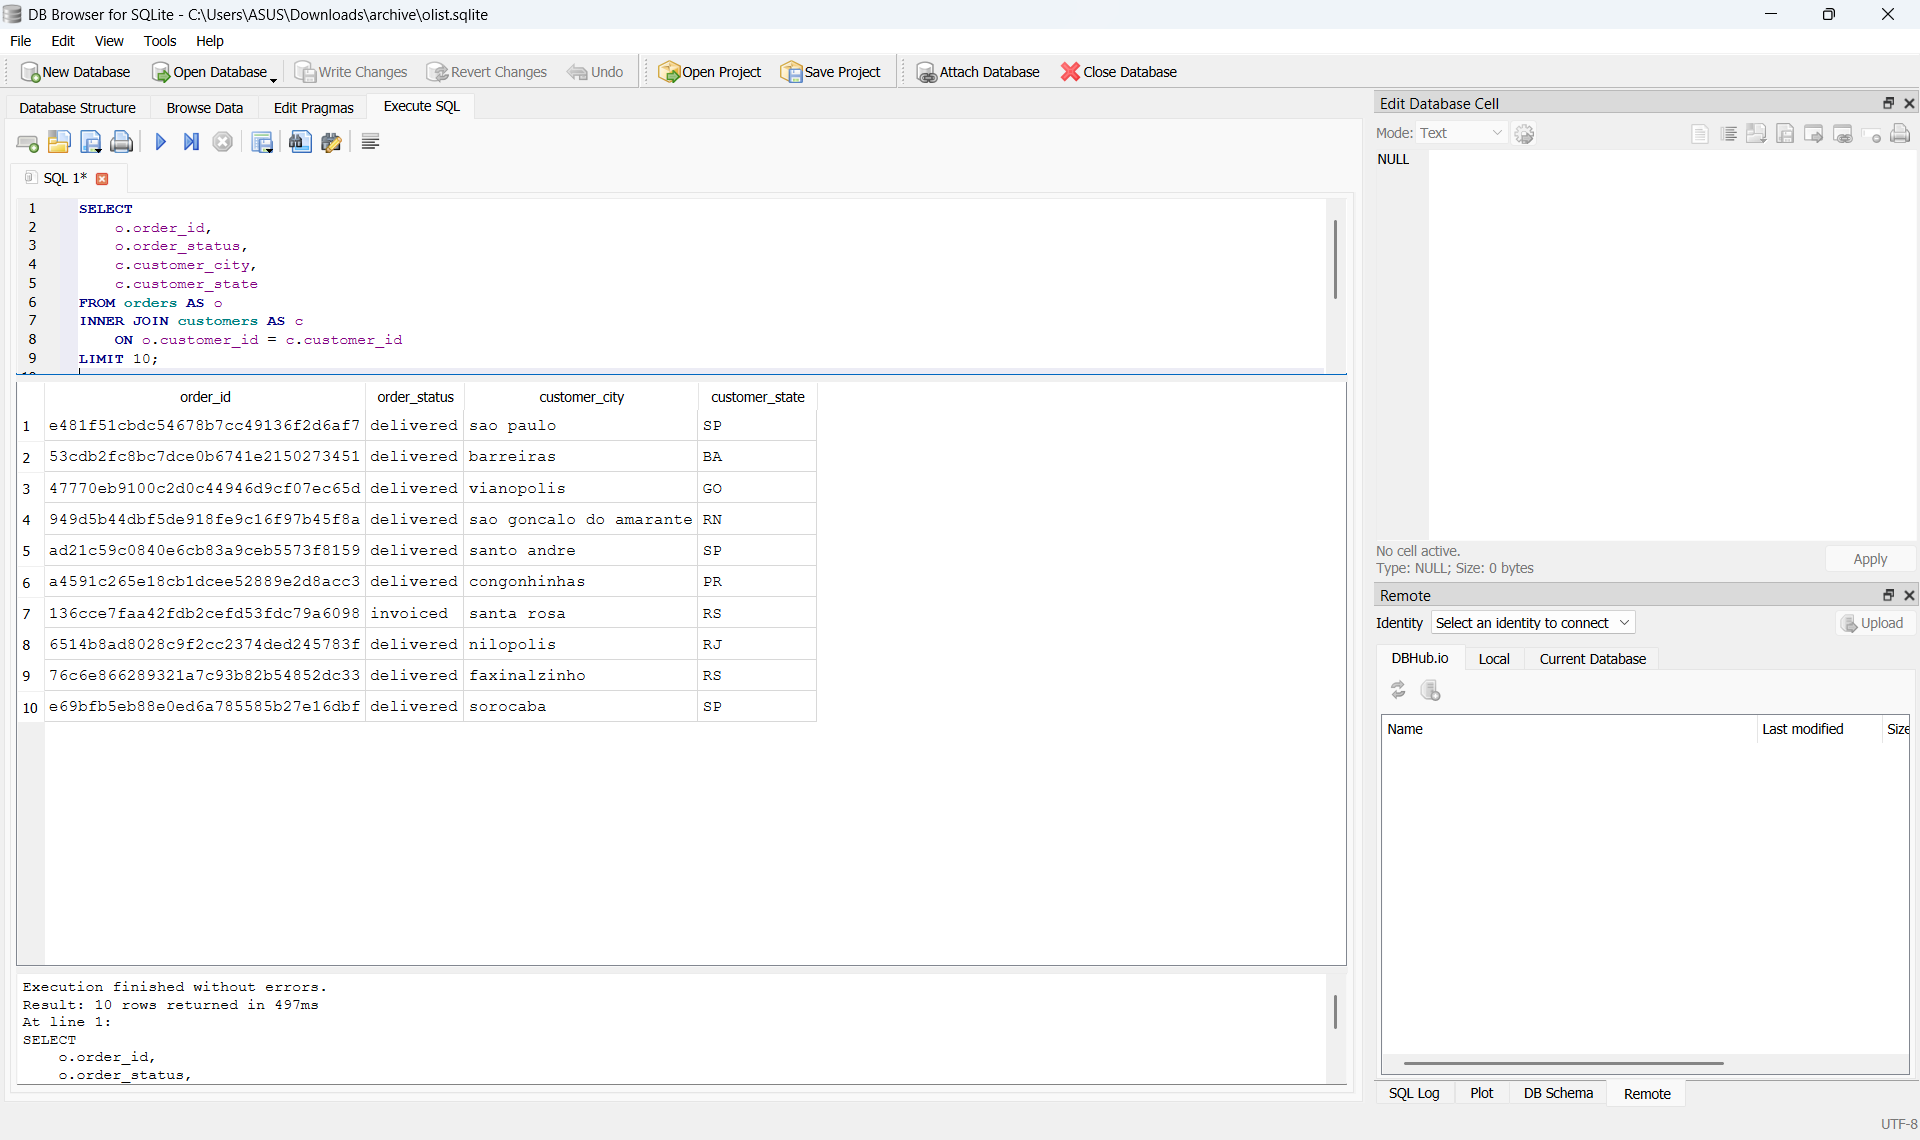 DB Browser for SQLite - C:\Users\ASUS\Downloads\archive\olist.sqlite
File Edit View Tools Help
New Database Open Database Write Changes Revert Changes Undo Open Project Save Project Attach Database Close Database
Database Structure Browse Data Edit Pragmas Execute SQL
SQL 1*
1 SELECT
2 o.order_id,
3 o.order_status,
4 c.customer_city,
5 c.customer_state
6 FROM orders AS o
7 INNER JOIN customers AS c
8 ON o.customer_id = c.customer_id
9 LIMIT 10;
order_id order_status customer_city customer_state
1 e481f51cbdc54678b7cc49136f2d6af7 delivered sao paulo SP
2 53cdb2fc8bc7dce0b6741e2150273451 delivered barreiras BA
3 47770eb9100c2d0c44946d9cf07ec65d delivered vianopolis GO
4 949d5b44dbf5de918fe9c16f97b45f8a delivered sao goncalo do amarante RN
5 ad21c59c0840e6cb83a9ceb5573f8159 delivered santo andre SP
6 a4591c265e18cb1dcee52889e2d8acc3 delivered congonhinhas PR
7 136cce7faa42fdb2cefd53fdc79a6098 invoiced santa rosa RS
8 6514b8ad8028c9f2cc2374ded245783f delivered nilopolis RJ
9 76c6e866289321a7c93b82b54852dc33 delivered faxinalzinho RS
10 e69bfb5eb88e0ed6a785585b27e16dbf delivered sorocaba SP
Execution finished without errors.
Result: 10 rows returned in 497ms
At line 1:
SELECT
o.order_id,
o.order_status,
Edit Database Cell
Mode: Text
NULL
No cell active.
Type: NULL; Size: 0 bytes
Apply
Remote
Identity Select an identity to connect Upload
DBHub.io Local Current Database
Name Last modified Size
SQL Log Plot DB Schema Remote
UTF-8